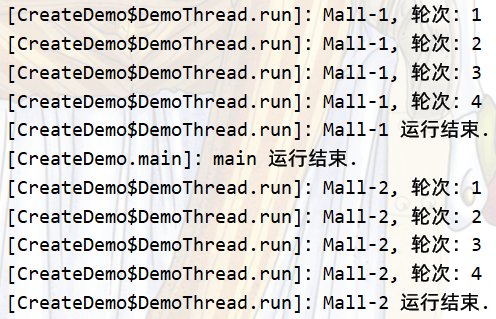 [CreateDemo$DemoThread.run]: Mall-1, 轮次: 1
[CreateDemo$DemoThread.run]: Mall-1, 轮次: 2
[CreateDemo$DemoThread.run]: Mall-1, 轮次: 3
[CreateDemo$DemoThread.run]: Mall-1, 轮次: 4
[CreateDemo$DemoThread.run]: Mall-1 运行结束.
[CreateDemo.main]: main 运行结束.
[CreateDemo$DemoThread.run]: Mall-2, 轮次: 1
[CreateDemo$DemoThread.run]: Mall-2, 轮次: 2
[CreateDemo$DemoThread.run]: Mall-2, 轮次: 3
[CreateDemo$DemoThread.run]: Mall-2, 轮次: 4
[CreateDemo$DemoThread.run]: Mall-2 运行结束.